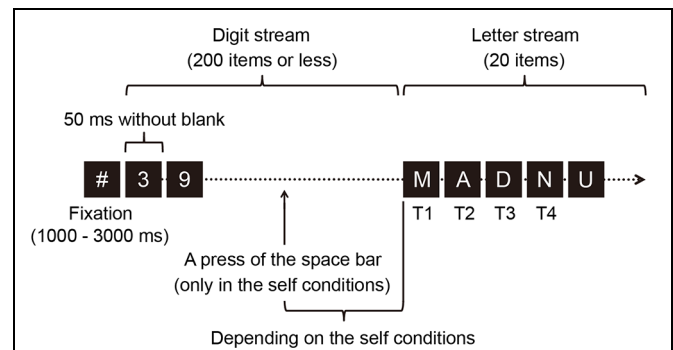 Digit stream
(200 items or less)
Letter stream
(20 items)
50 ms without blank
# 3 9 M A D N U
Fixation
(1000 - 3000 ms)
T1 T2 T3 T4
A press of the space bar
(only in the self conditions)
Depending on the self conditions